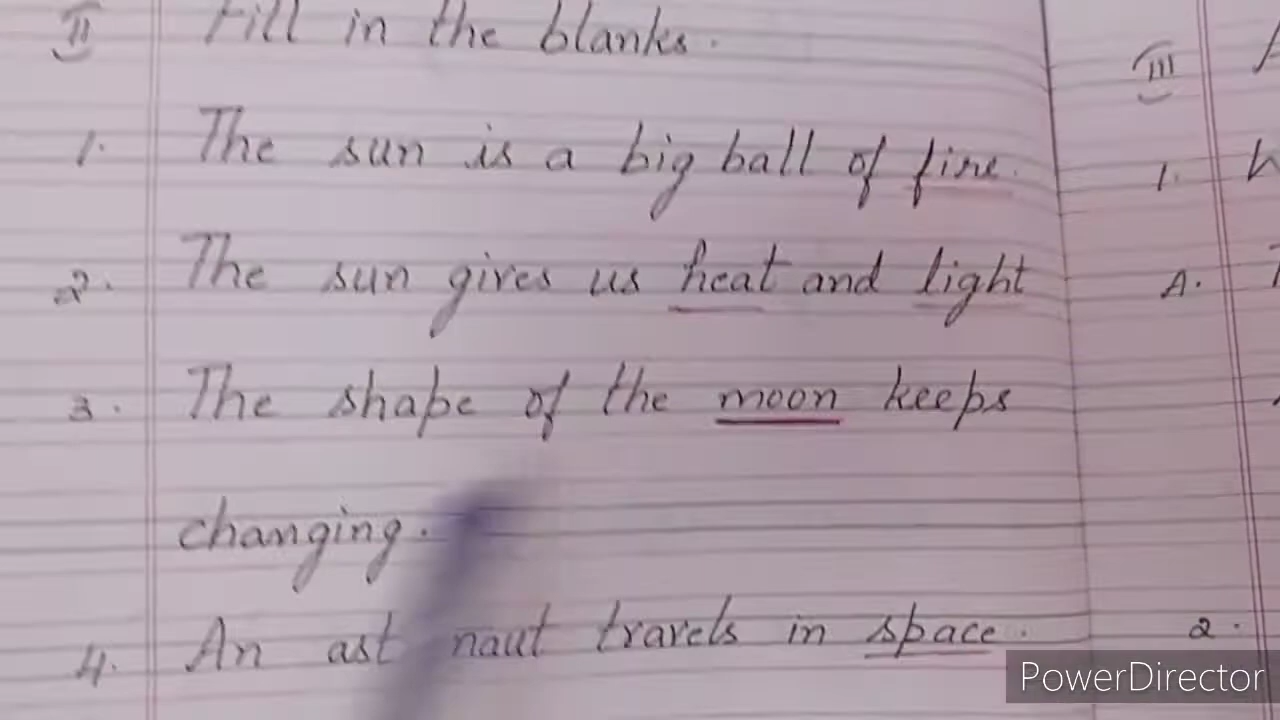 II Fill in the blanks.
1. The sun is a big ball of fire.
2. The sun gives us heat and light
3. The shape of the moon keeps
changing.
4. An ast naut travels in space.
III
1.
A.
2.
PowerDirector